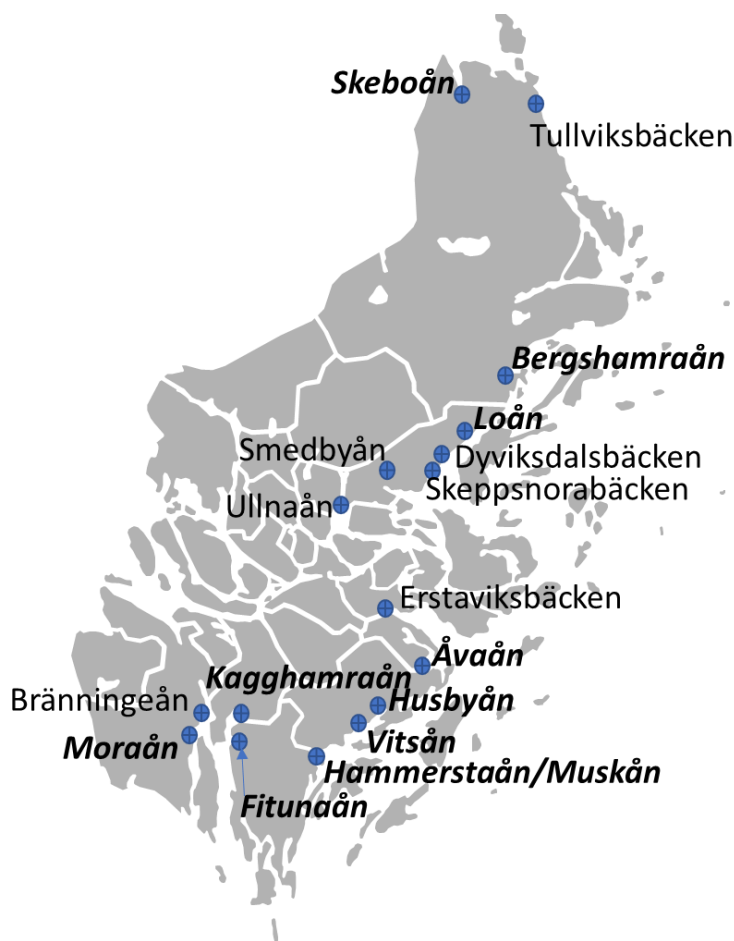 Skeboån
Tullviksbäcken
Bergshamraån
Loån
Smedbyån
Dyviksdalsbäcken
Skeppsnorabäcken
Ullnaån
Erstaviksbäcken
Åvaån
Kagghamraån
Bränningeån
Husbyån
Moraån
Vitsån
Hammerstaån/Muskån
Fitunaån